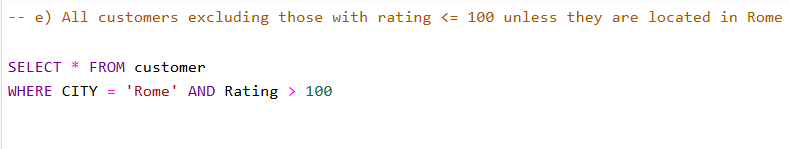 -- e) All customers excluding those with rating <= 100 unless they are located in Rome
SELECT * FROM customer
WHERE CITY = 'Rome' AND Rating > 100